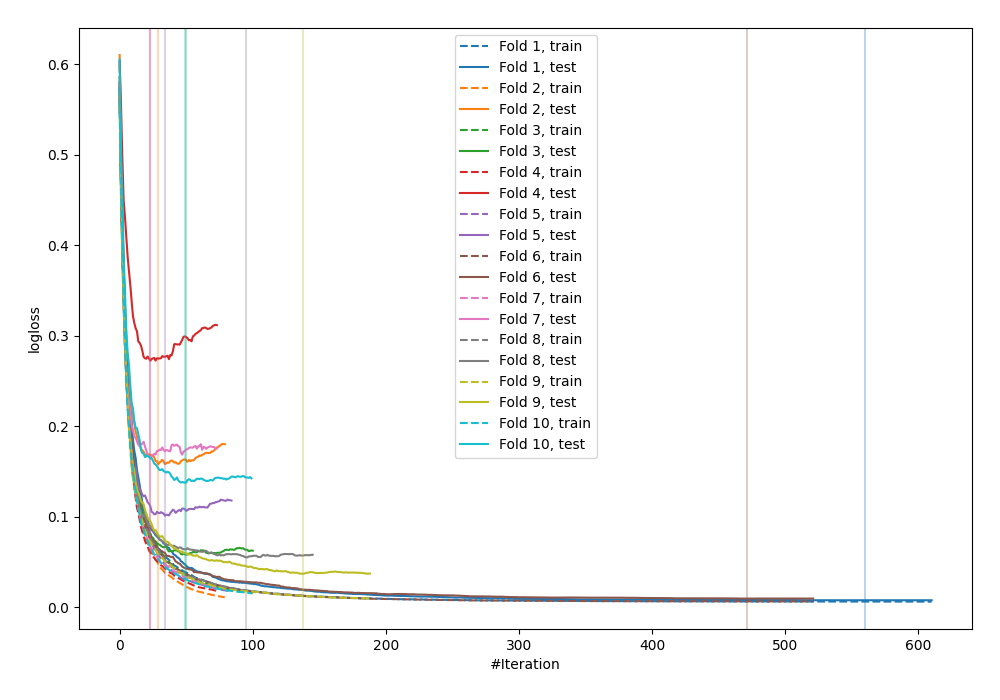 0.6
0.5
0.4
0.3
0.2
0.1
0.0
logloss
Fold 1, train
Fold 1, test
Fold 2, train
Fold 2, test
Fold 3, train
Fold 3, test
Fold 4, train
Fold 4, test
Fold 5, train
Fold 5, test
Fold 6, train
Fold 6, test
Fold 7, train
Fold 7, test
Fold 8, train
Fold 8, test
Fold 9, train
Fold 9, test
Fold 10, train
Fold 10, test
0 100 200 300 400 500 600
#Iteration